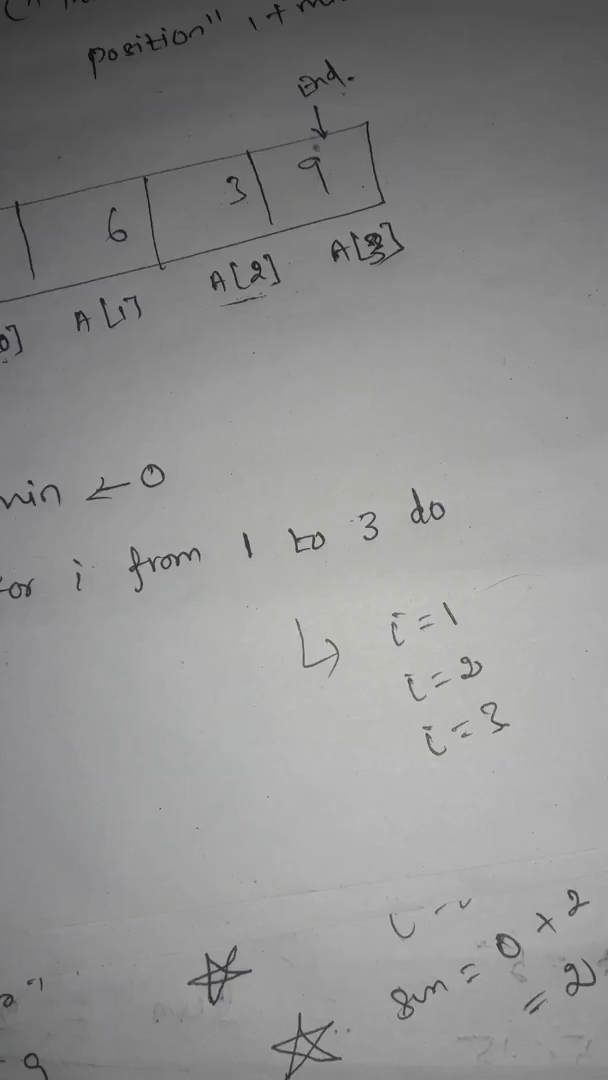 position", + m
End.
6 3 9
A[1] A[2] A[3]
min ← 0
for i from 1 to 3 do
↳ i=1
i=2
i=3
sum = 0 + 2
= 2
9